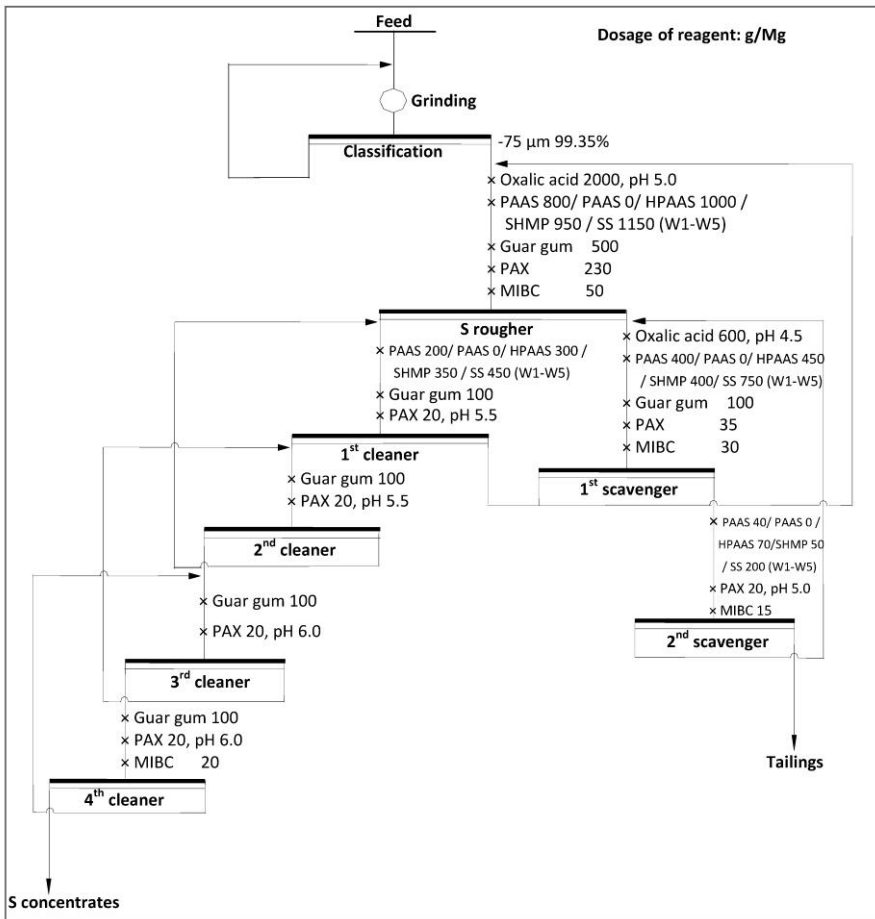 Feed
Dosage of reagent: g/Mg
Grinding
-75 µm 99.35%
Classification
Oxalic acid 2000, pH 5.0
PAAS 800/ PAAS 0/ HPAAS 1000 /
SHMP 950 / SS 1150 (W1-W5)
Guar gum 500
PAX 230
MIBC 50
S rougher
PAAS 200/ PAAS 0/ HPAAS 300 /
SHMP 350 / SS 450 (W1-W5)
Guar gum 100
PAX 20, pH 5.5
Oxalic acid 600, pH 4.5
PAAS 400/ PAAS 0/ HPAAS 450
/ SHMP 400/ SS 750 (W1-W5)
Guar gum 100
PAX 35
MIBC 30
1st cleaner
Guar gum 100
PAX 20, pH 5.5
1st scavenger
PAAS 40/ PAAS 0 /
HPAAS 70/SHMP 50
/ SS 200 (W1-W5)
PAX 20, pH 5.0
MIBC 15
2nd cleaner
Guar gum 100
PAX 20, pH 6.0
2nd scavenger
3rd cleaner
Guar gum 100
PAX 20, pH 6.0
MIBC 20
Tailings
4th cleaner
S concentrates